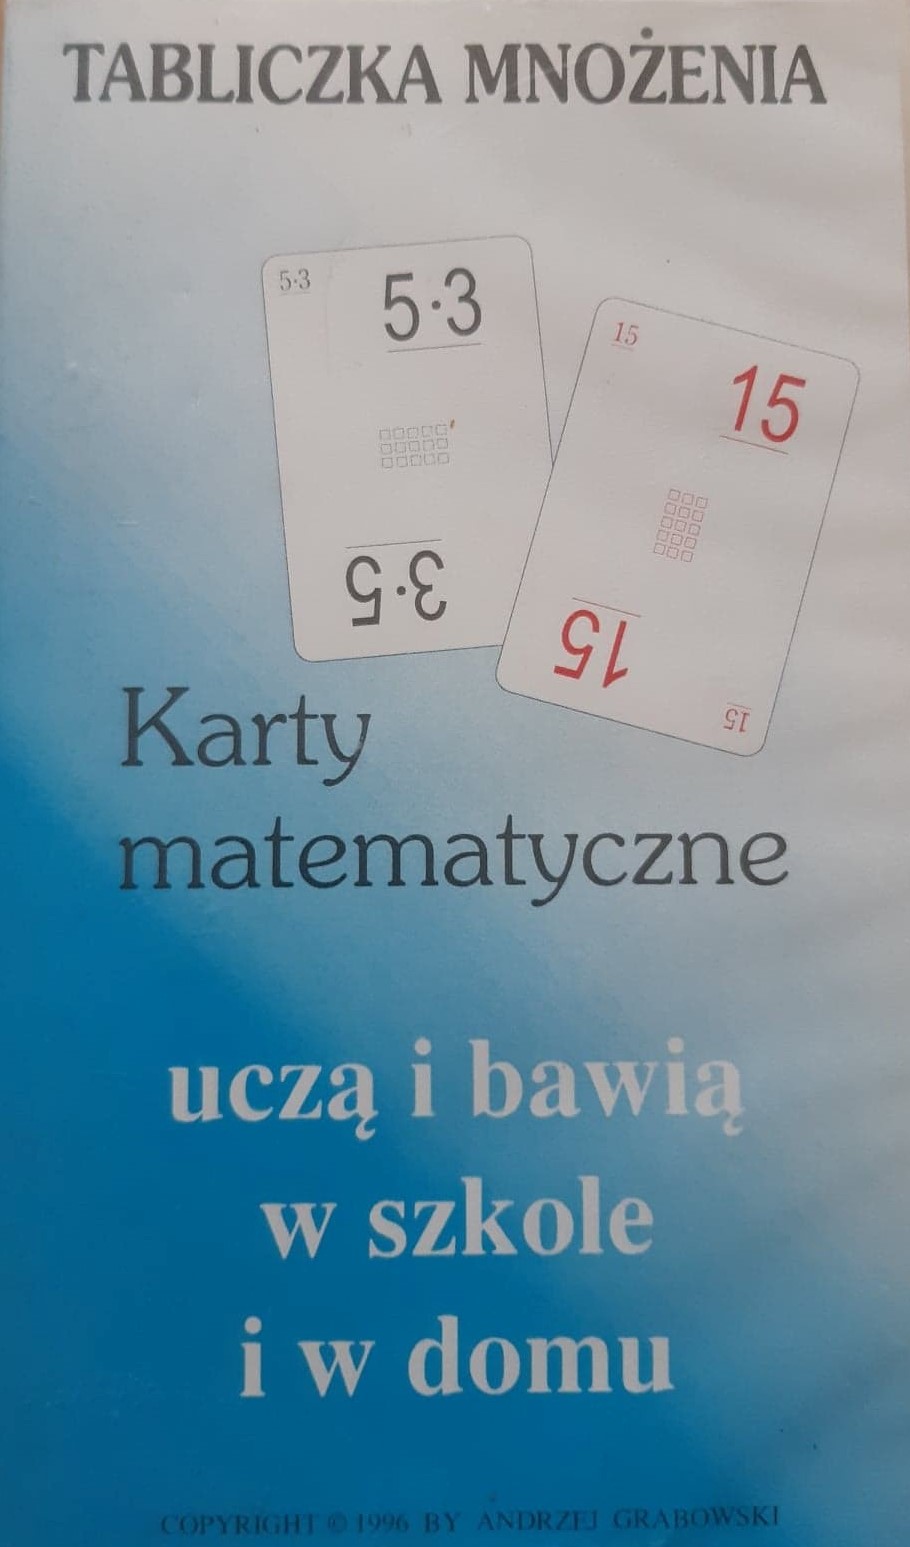 TABLICZKA MNOŻENIA
5·3
5·3
3·5
15
15
15
15
Karty
matematyczne
uczą i bawią
w szkole
i w domu
COPYRIGHT © 1996 BY ANDRZEJ GRABOWSKI